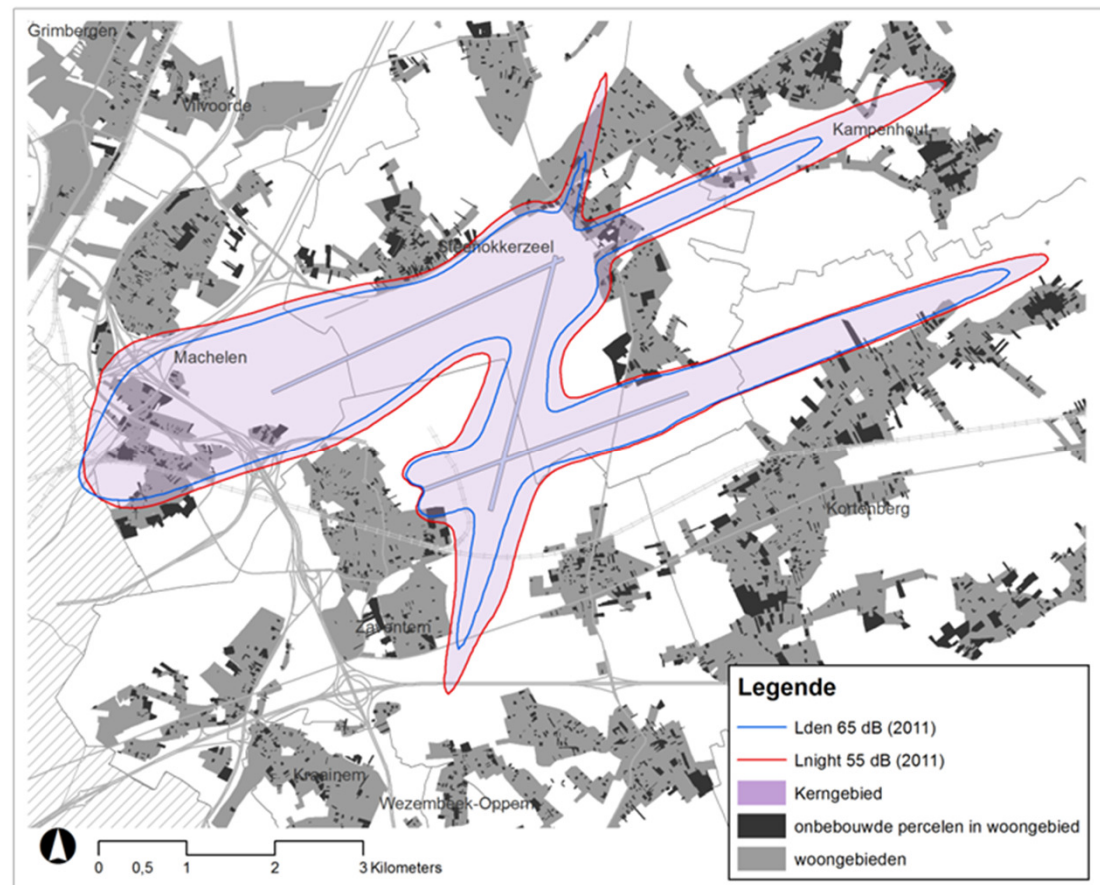 Grimbergen
Vilvoorde
Kampenhout
Steenokkerzeel
Machelen
Kortenberg
Zaventem
Kraainem
Wezembeek-Oppem
Legende
Lden 65 dB (2011)
Lnight 55 dB (2011)
Kerngebied
onbebouwde percelen in woongebied
woongebieden
0 0,5 1 2 3 Kilometers